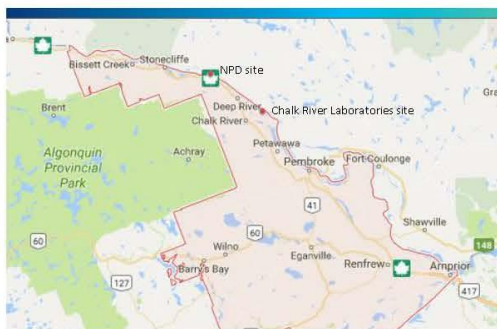 Bissett Creek
Stonecliffe
NPD site
Gra
Brent
Deep River
Chalk River Laboratories site
Chalk River
Achray
Petawawa
Algonquin
Provincial
Park
Pembroke
Fort-Coulonge
41
60
60
Shawville
148
Wilno
Eganville
127
Barry's Bay
Renfrew
Arnprior
417